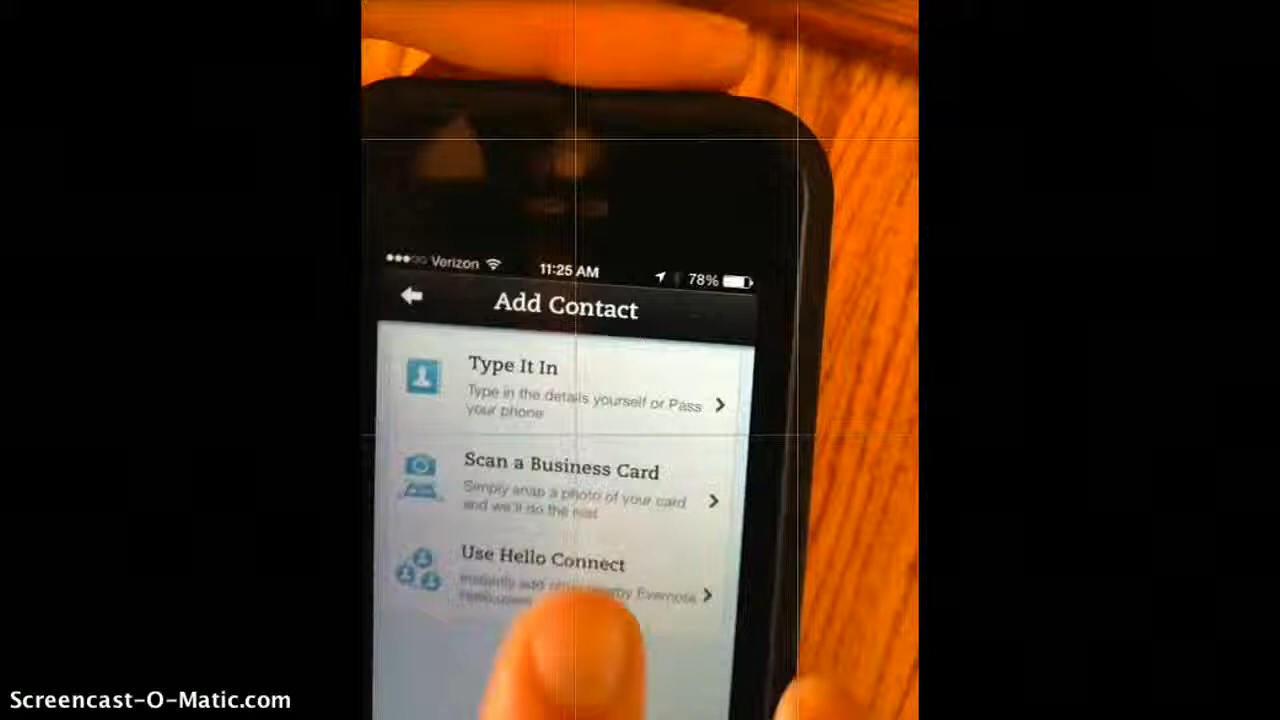 Verizon 11:25 AM 78%
Add Contact
Type It In
Type in the details yourself or Pass
your phone
Scan a Business Card
Simply snap a photo of your card
and we'll do the rest
Use Hello Connect
Instantly add other nearby Evernote
Screencast-O-Matic.com